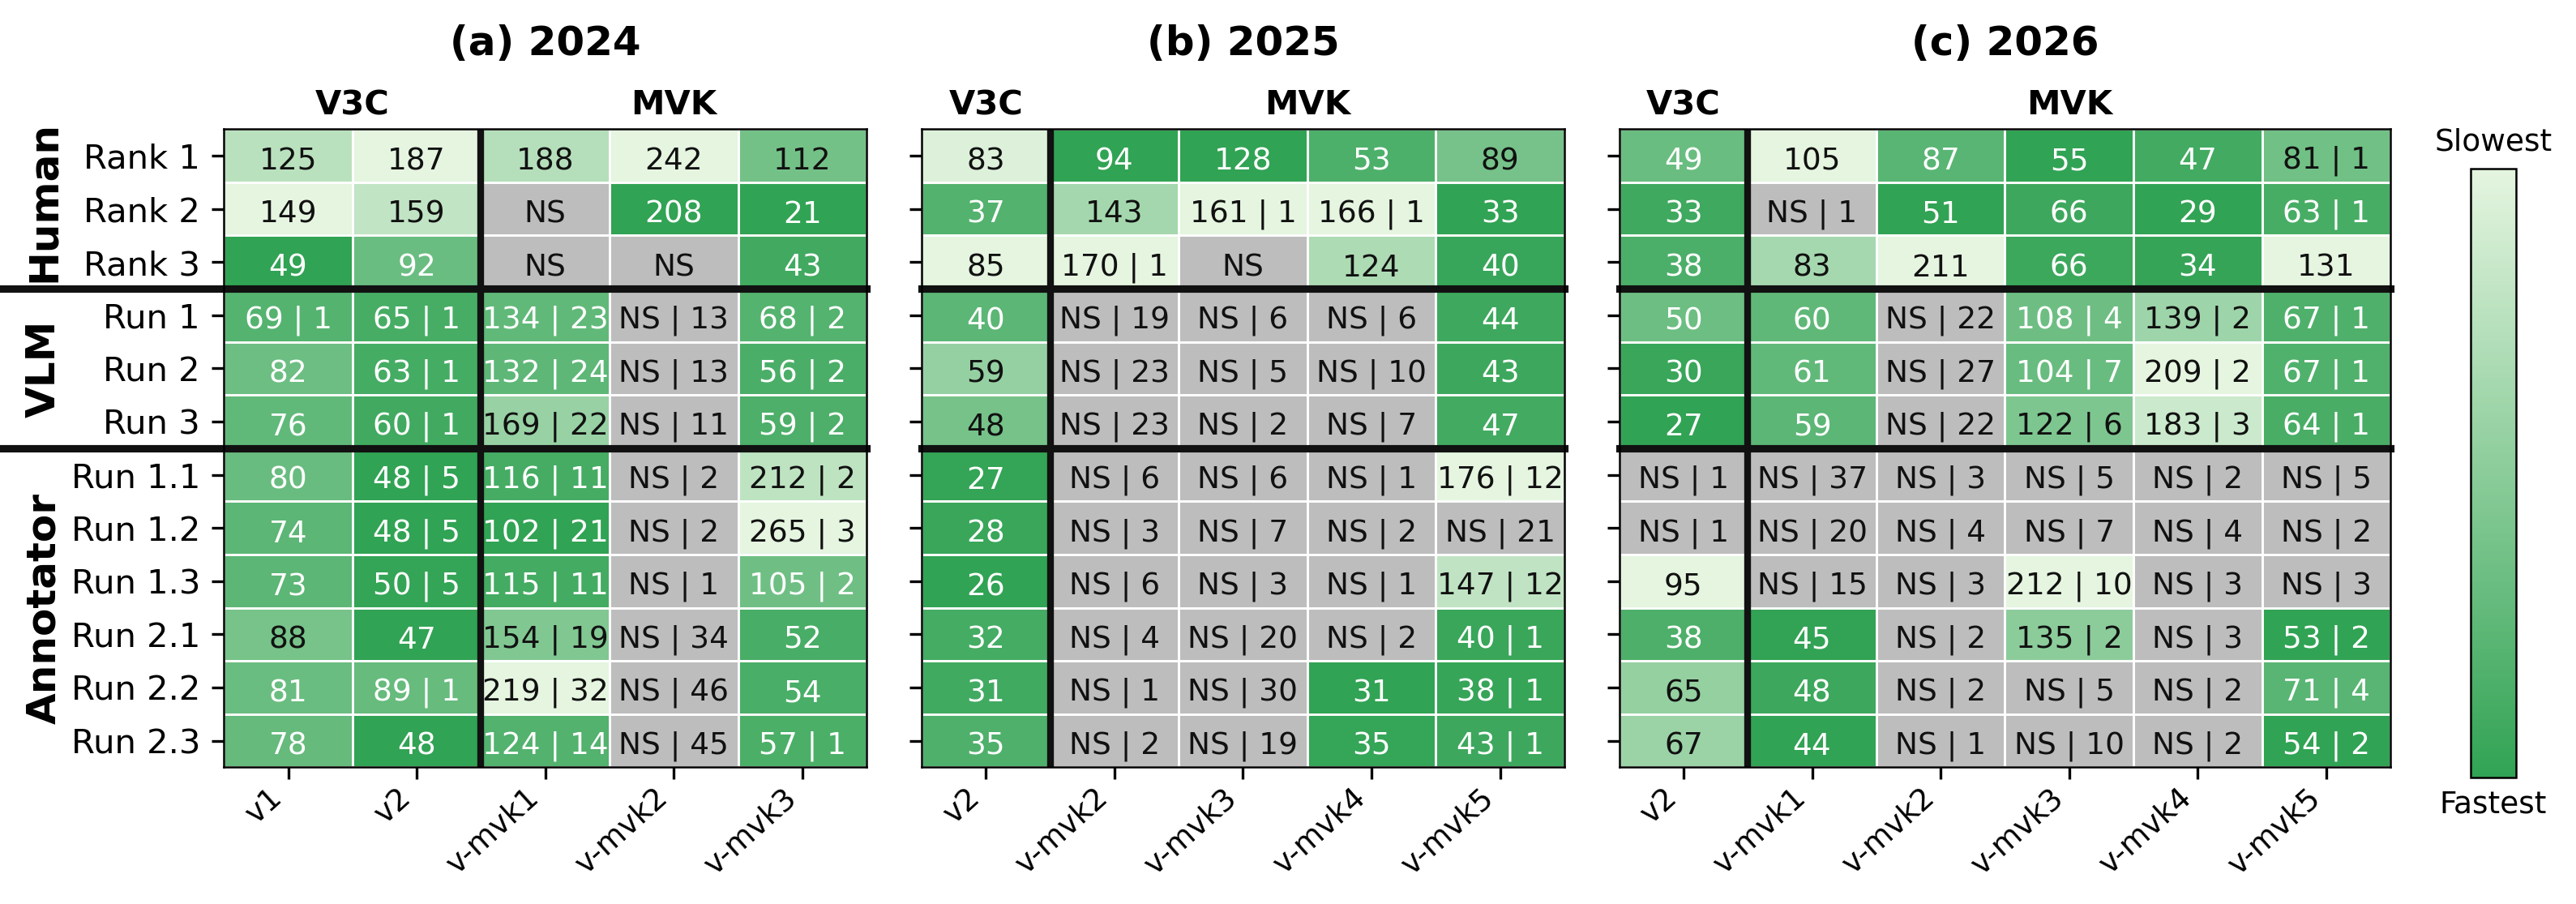 (a) 2024 (b) 2025 (c) 2026
V3C MVK V3C MVK V3C MVK
Human
Rank 1 125 187 188 242 112 83 94 128 53 89 49 105 87 55 47 81 | 1
Rank 2 149 159 NS 208 21 37 143 161 | 1 166 | 1 33 33 NS | 1 51 66 29 63 | 1
Rank 3 49 92 NS NS 43 85 170 | 1 NS 124 40 38 83 211 66 34 131
VLM
Run 1 69 | 1 65 | 1 134 | 23 NS | 13 68 | 2 40 NS | 19 NS | 6 NS | 6 44 50 60 NS | 22 108 | 4 139 | 2 67 | 1
Run 2 82 63 | 1 132 | 24 NS | 13 56 | 2 59 NS | 23 NS | 5 NS | 10 43 30 61 NS | 27 104 | 7 209 | 2 67 | 1
Run 3 76 60 | 1 169 | 22 NS | 11 59 | 2 48 NS | 23 NS | 2 NS | 7 47 27 59 NS | 22 122 | 6 183 | 3 64 | 1
Annotator
Run 1.1 80 48 | 5 116 | 11 NS | 2 212 | 2 27 NS | 6 NS | 6 NS | 1 176 | 12 NS | 1 NS | 37 NS | 3 NS | 5 NS | 2 NS | 5
Run 1.2 74 48 | 5 102 | 21 NS | 2 265 | 3 28 NS | 3 NS | 7 NS | 2 NS | 21 NS | 1 NS | 20 NS | 4 NS | 7 NS | 4 NS | 2
Run 1.3 73 50 | 5 115 | 11 NS | 1 105 | 2 26 NS | 6 NS | 3 NS | 1 147 | 12 95 NS | 15 NS | 3 212 | 10 NS | 3 NS | 3
Run 2.1 88 47 154 | 19 NS | 34 52 32 NS | 4 NS | 20 NS | 2 40 | 1 38 45 NS | 2 135 | 2 NS | 3 53 | 2
Run 2.2 81 89 | 1 219 | 32 NS | 46 54 31 NS | 1 NS | 30 31 38 | 1 65 48 NS | 2 NS | 5 NS | 2 71 | 4
Run 2.3 78 48 124 | 14 NS | 45 57 | 1 35 NS | 2 NS | 19 35 43 | 1 67 44 NS | 1 NS | 10 NS | 2 54 | 2
v1 v2 v-mvk1 v-mvk2 v-mvk3 v2 v-mvk2 v-mvk3 v-mvk4 v-mvk5 v2 v-mvk1 v-mvk2 v-mvk3 v-mvk4 v-mvk5
Slowest
Fastest